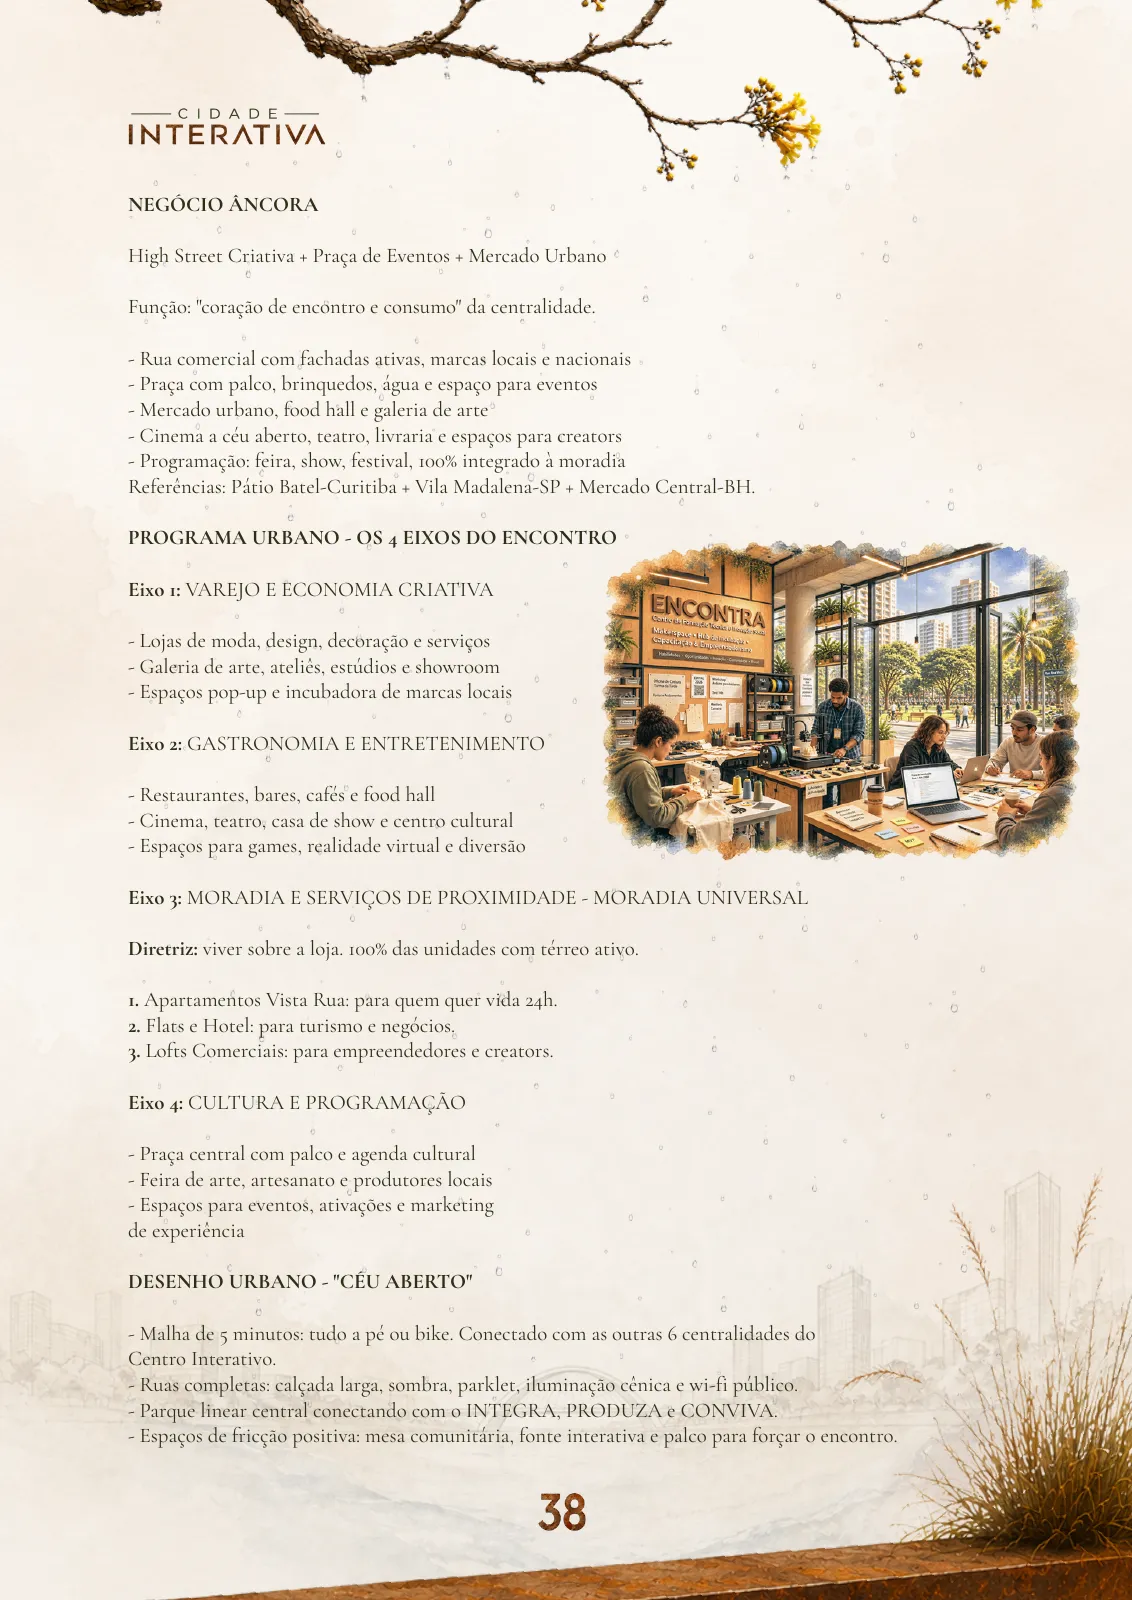 CIDADE
INTERATIVA
NEGÓCIO ÂNCORA
High Street Criativa + Praça de Eventos + Mercado Urbano
Função: "coração de encontro e consumo" da centralidade.
- Rua comercial com fachadas ativas, marcas locais e nacionais
- Praça com palco, brinquedos, água e espaço para eventos
- Mercado urbano, food hall e galeria de arte
- Cinema a céu aberto, teatro, livraria e espaços para creators
- Programação: feira, show, festival, 100% integrado à moradia
Referências: Pátio Batel-Curitiba + Vila Madalena-SP + Mercado Central-BH.
PROGRAMA URBANO - OS 4 EIXOS DO ENCONTRO
Eixo 1: VAREJO E ECONOMIA CRIATIVA
- Lojas de moda, design, decoração e serviços
- Galeria de arte, ateliês, estúdios e showroom
- Espaços pop-up e incubadora de marcas locais
ENCONTRA
Eixo 2: GASTRONOMIA E ENTRETENIMENTO
- Restaurantes, bares, cafés e food hall
- Cinema, teatro, casa de show e centro cultural
- Espaços para games, realidade virtual e diversão
Eixo 3: MORADIA E SERVIÇOS DE PROXIMIDADE - MORADIA UNIVERSAL
Diretriz: viver sobre a loja. 100% das unidades com térreo ativo.
1. Apartamentos Vista Rua: para quem quer vida 24h.
2. Flats e Hotel: para turismo e negócios.
3. Lofts Comerciais: para empreendedores e creators.
Eixo 4: CULTURA E PROGRAMAÇÃO
- Praça central com palco e agenda cultural
- Feira de arte, artesanato e produtores locais
- Espaços para eventos, ativações e marketing
de experiência
DESENHO URBANO - "CÉU ABERTO"
- Malha de 5 minutos: tudo a pé ou bike. Conectado com as outras 6 centralidades do
Centro Interativo.
- Ruas completas: calçada larga, sombra, parklet, iluminação cênica e wi-fi público.
- Parque linear central conectando com o INTEGRA, PRODUZA e CONVIVA.
- Espaços de fricção positiva: mesa comunitária, fonte interativa e palco para forçar o encontro.
38